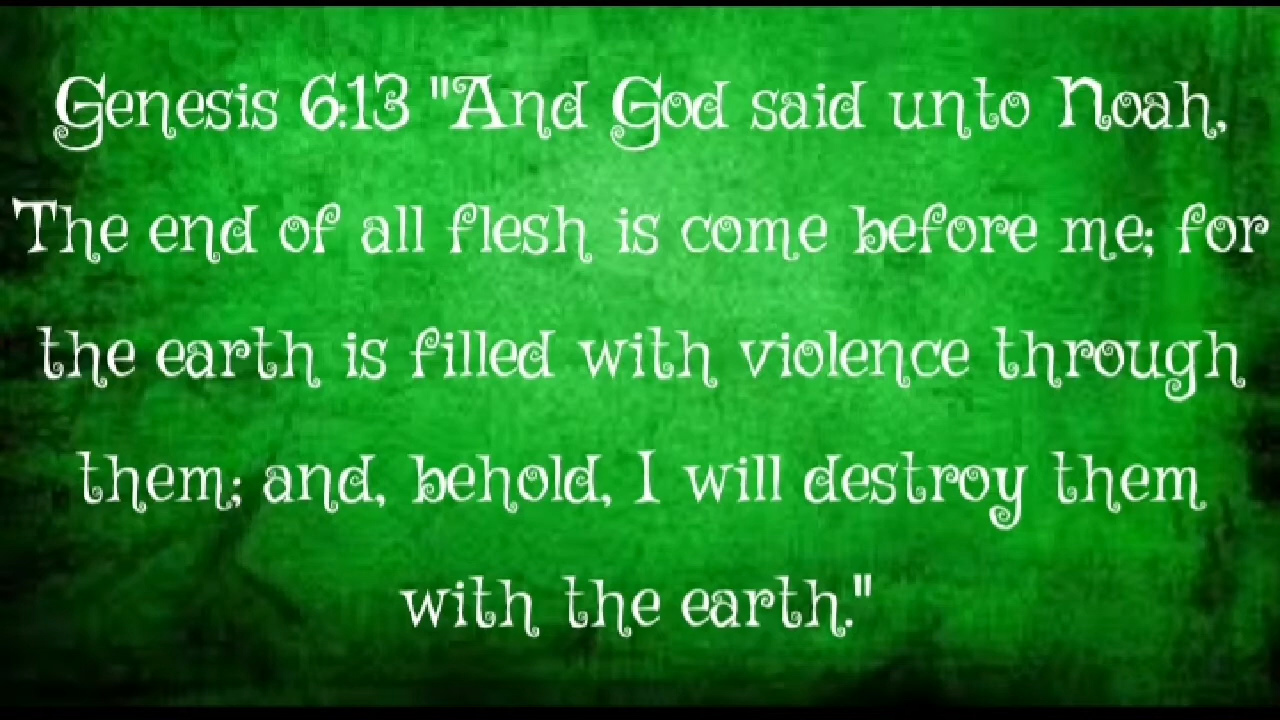 Genesis 6:13 "And God said unto Noah,
The end of all flesh is come before me; for
the earth is filled with violence through
them; and, behold, I will destroy them
with the earth."